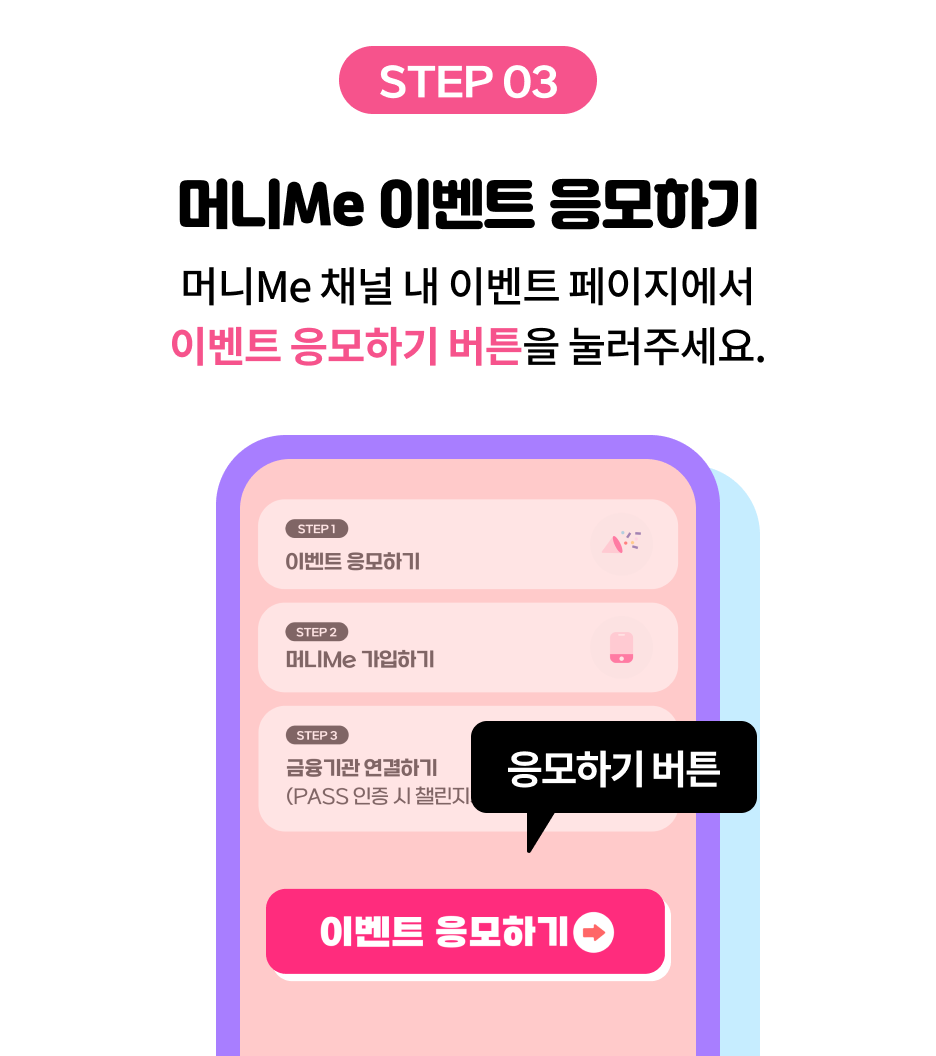 STEP 03
머니Me 이벤트 응모하기
머니Me 채널 내 이벤트 페이지에서
이벤트 응모하기 버튼을 눌러주세요.
STEP 1
이벤트 응모하기
STEP 2
머니Me 가입하기
STEP 3
금융기관 연결하기
(PASS 인증 시 챌린지
응모하기 버튼
이벤트 응모하기